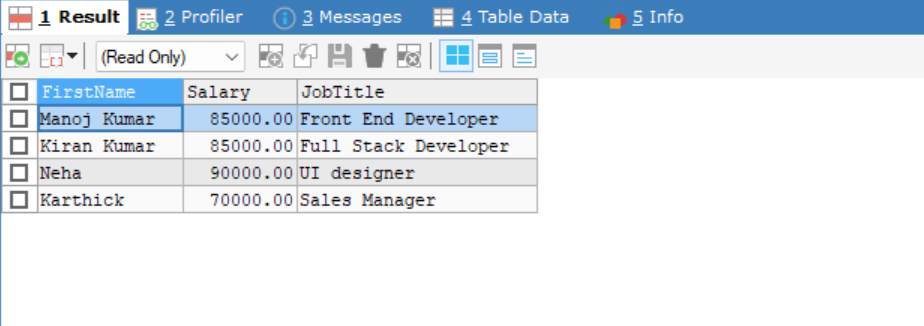 1 Result 2 Profiler 3 Messages 4 Table Data 5 Info
(Read Only)
FirstName Salary JobTitle
Manoj Kumar 85000.00 Front End Developer
Kiran Kumar 85000.00 Full Stack Developer
Neha 90000.00 UI designer
Karthick 70000.00 Sales Manager